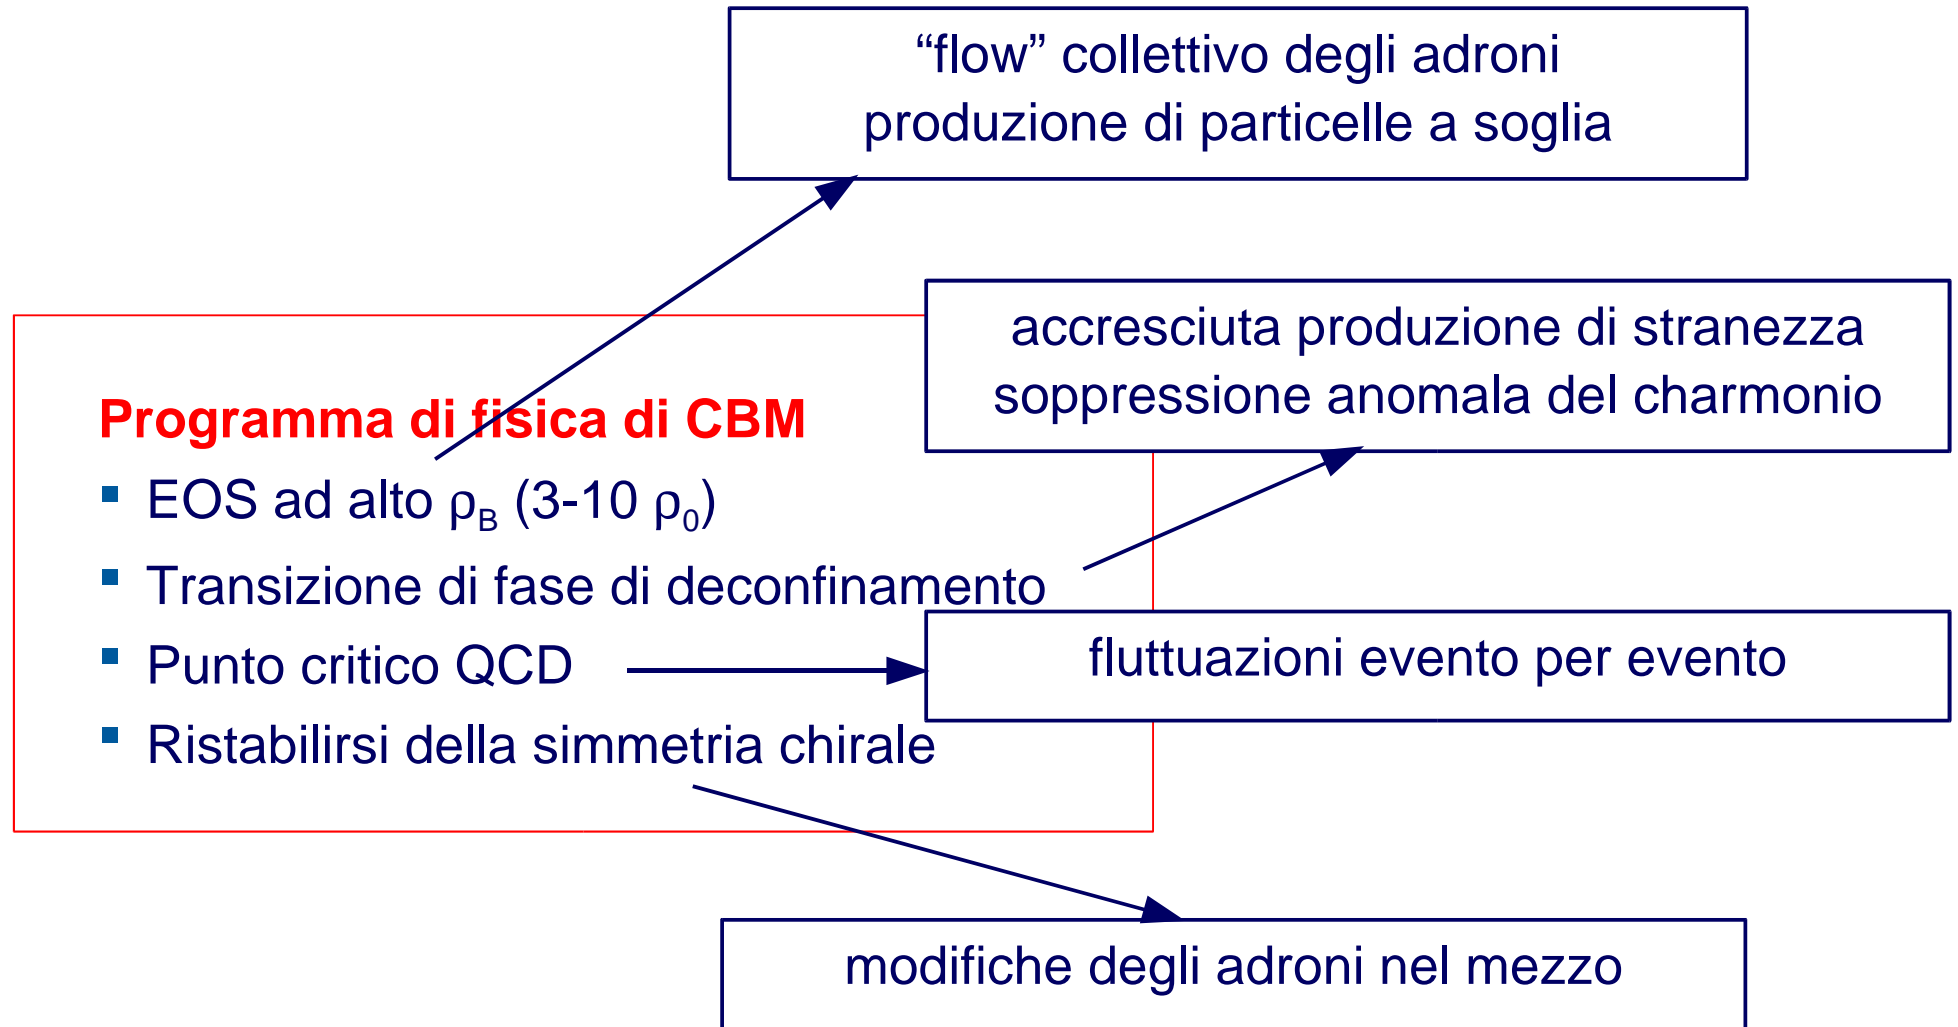 “flow” collettivo degli adroni
produzione di particelle a soglia
accresciuta produzione di stranezza
soppressione anomala del charmonio
Programma di fisica di CBM
▪ EOS ad alto ρB (3-10 ρ0)
▪ Transizione di fase di deconfinamento
▪ Punto critico QCD
fluttuazioni evento per evento
▪ Ristabilirsi della simmetria chirale
modifiche degli adroni nel mezzo